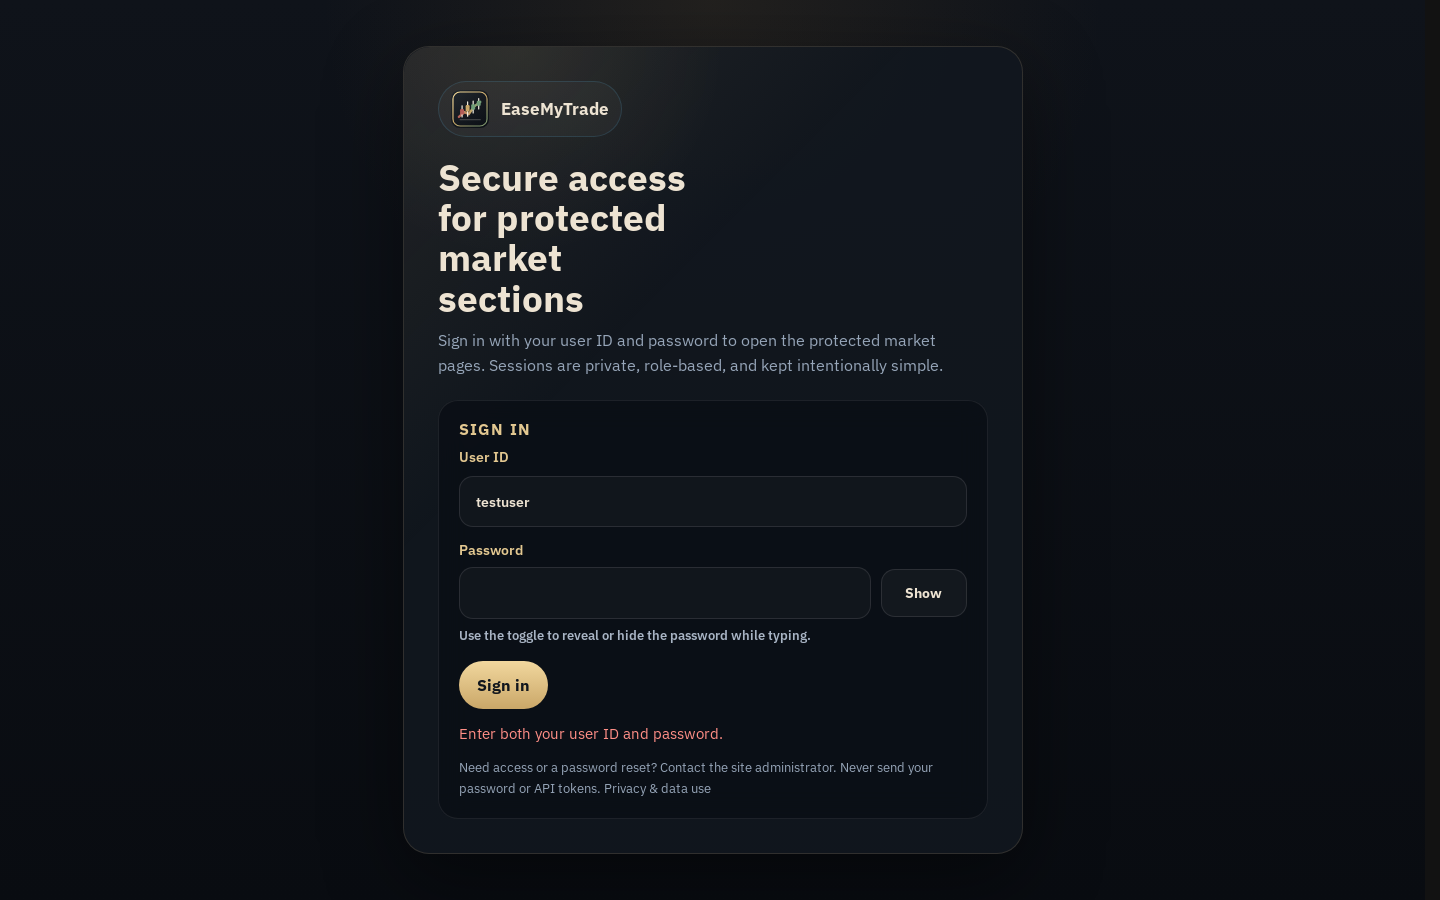 EaseMyTrade
Secure access
for protected
market
sections
Sign in with your user ID and password to open the protected market
pages. Sessions are private, role-based, and kept intentionally simple.
SIGN IN
User ID
testuser
Password
Show
Use the toggle to reveal or hide the password while typing.
Sign in
Enter both your user ID and password.
Need access or a password reset? Contact the site administrator. Never send your
password or API tokens. Privacy & data use